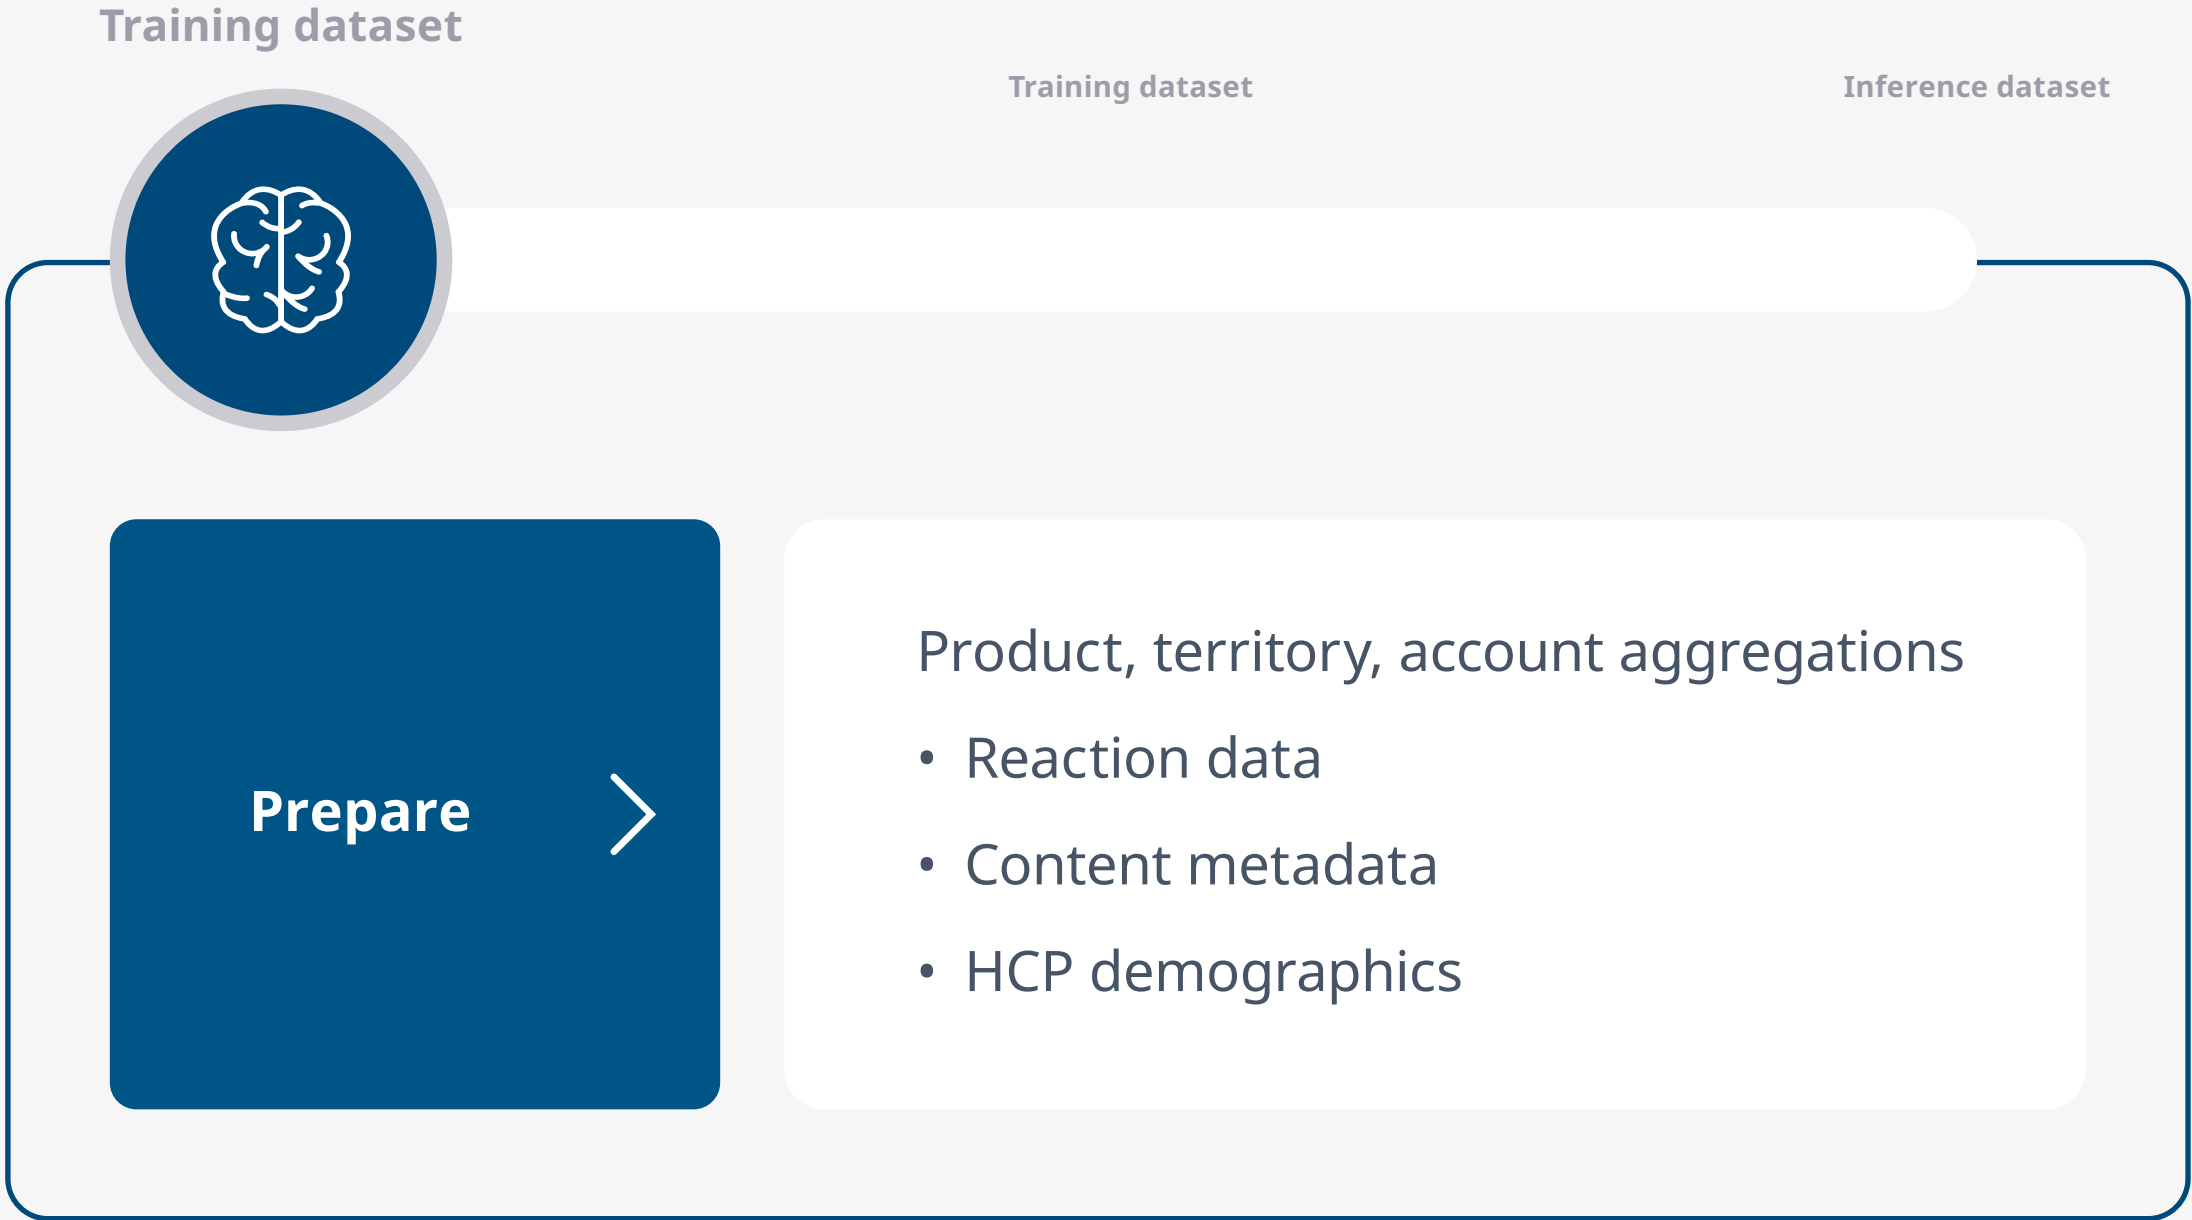 Training dataset
Training dataset
Inference dataset
Prepare
Product, territory, account aggregations
• Reaction data
• Content metadata
• HCP demographics